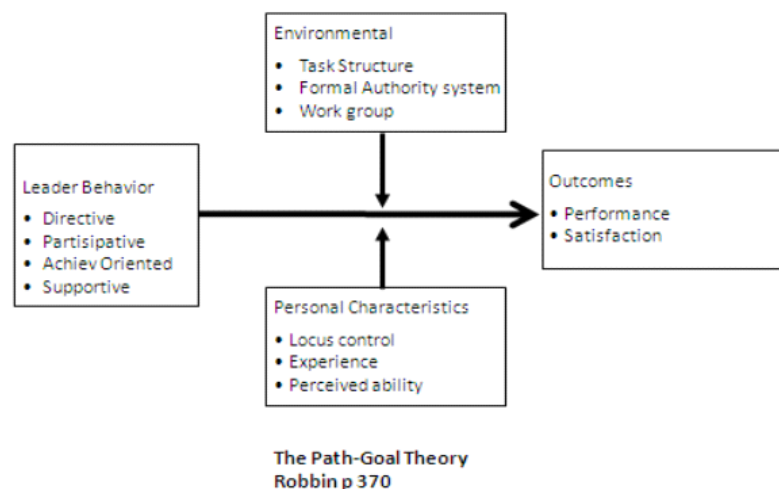 Environmental
• Task Structure
• Formal Authority system
• Work group
Leader Behavior
• Directive
• Partisipative
• Achiev Oriented
• Supportive
Outcomes
• Performance
• Satisfaction
Personal Characteristics
• Locus control
• Experience
• Perceived ability
The Path-Goal Theory
Robbin p 370